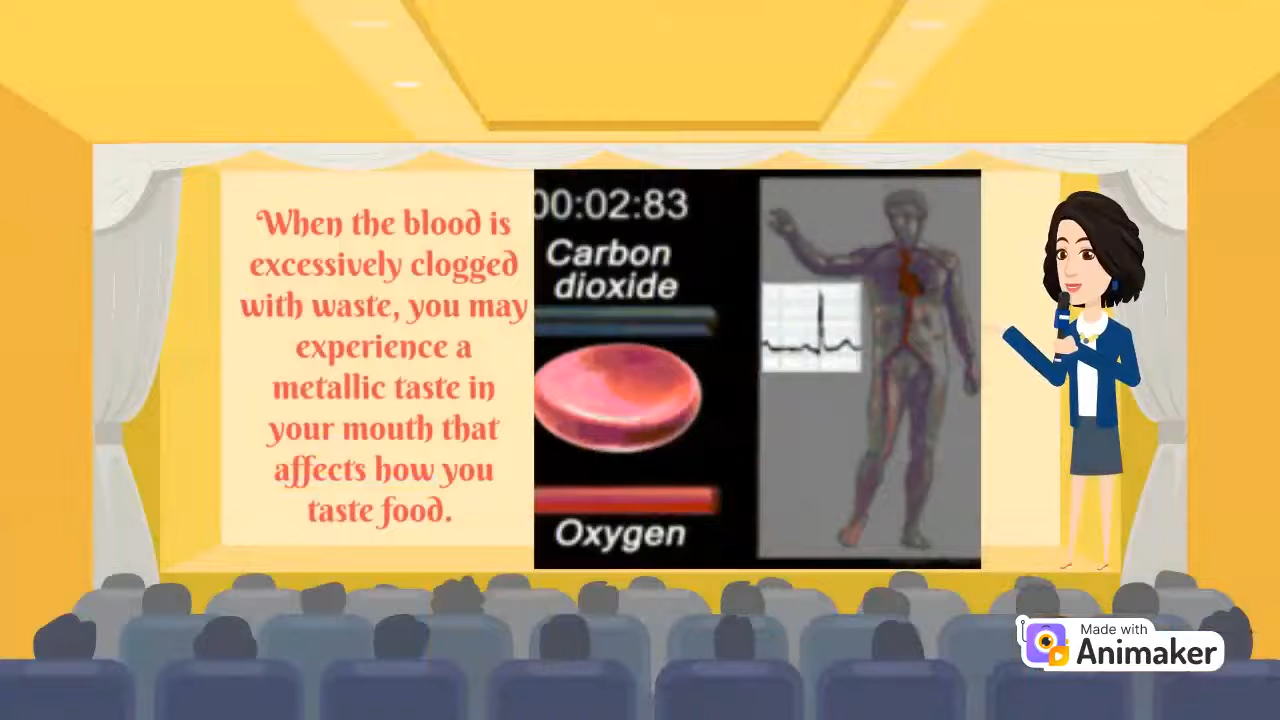 When the blood is
excessively clogged
with waste, you may
experience a
metallic taste in
your mouth that
affects how you
taste food.
00:02:83
Carbon
dioxide
Oxygen
Made with
Animaker